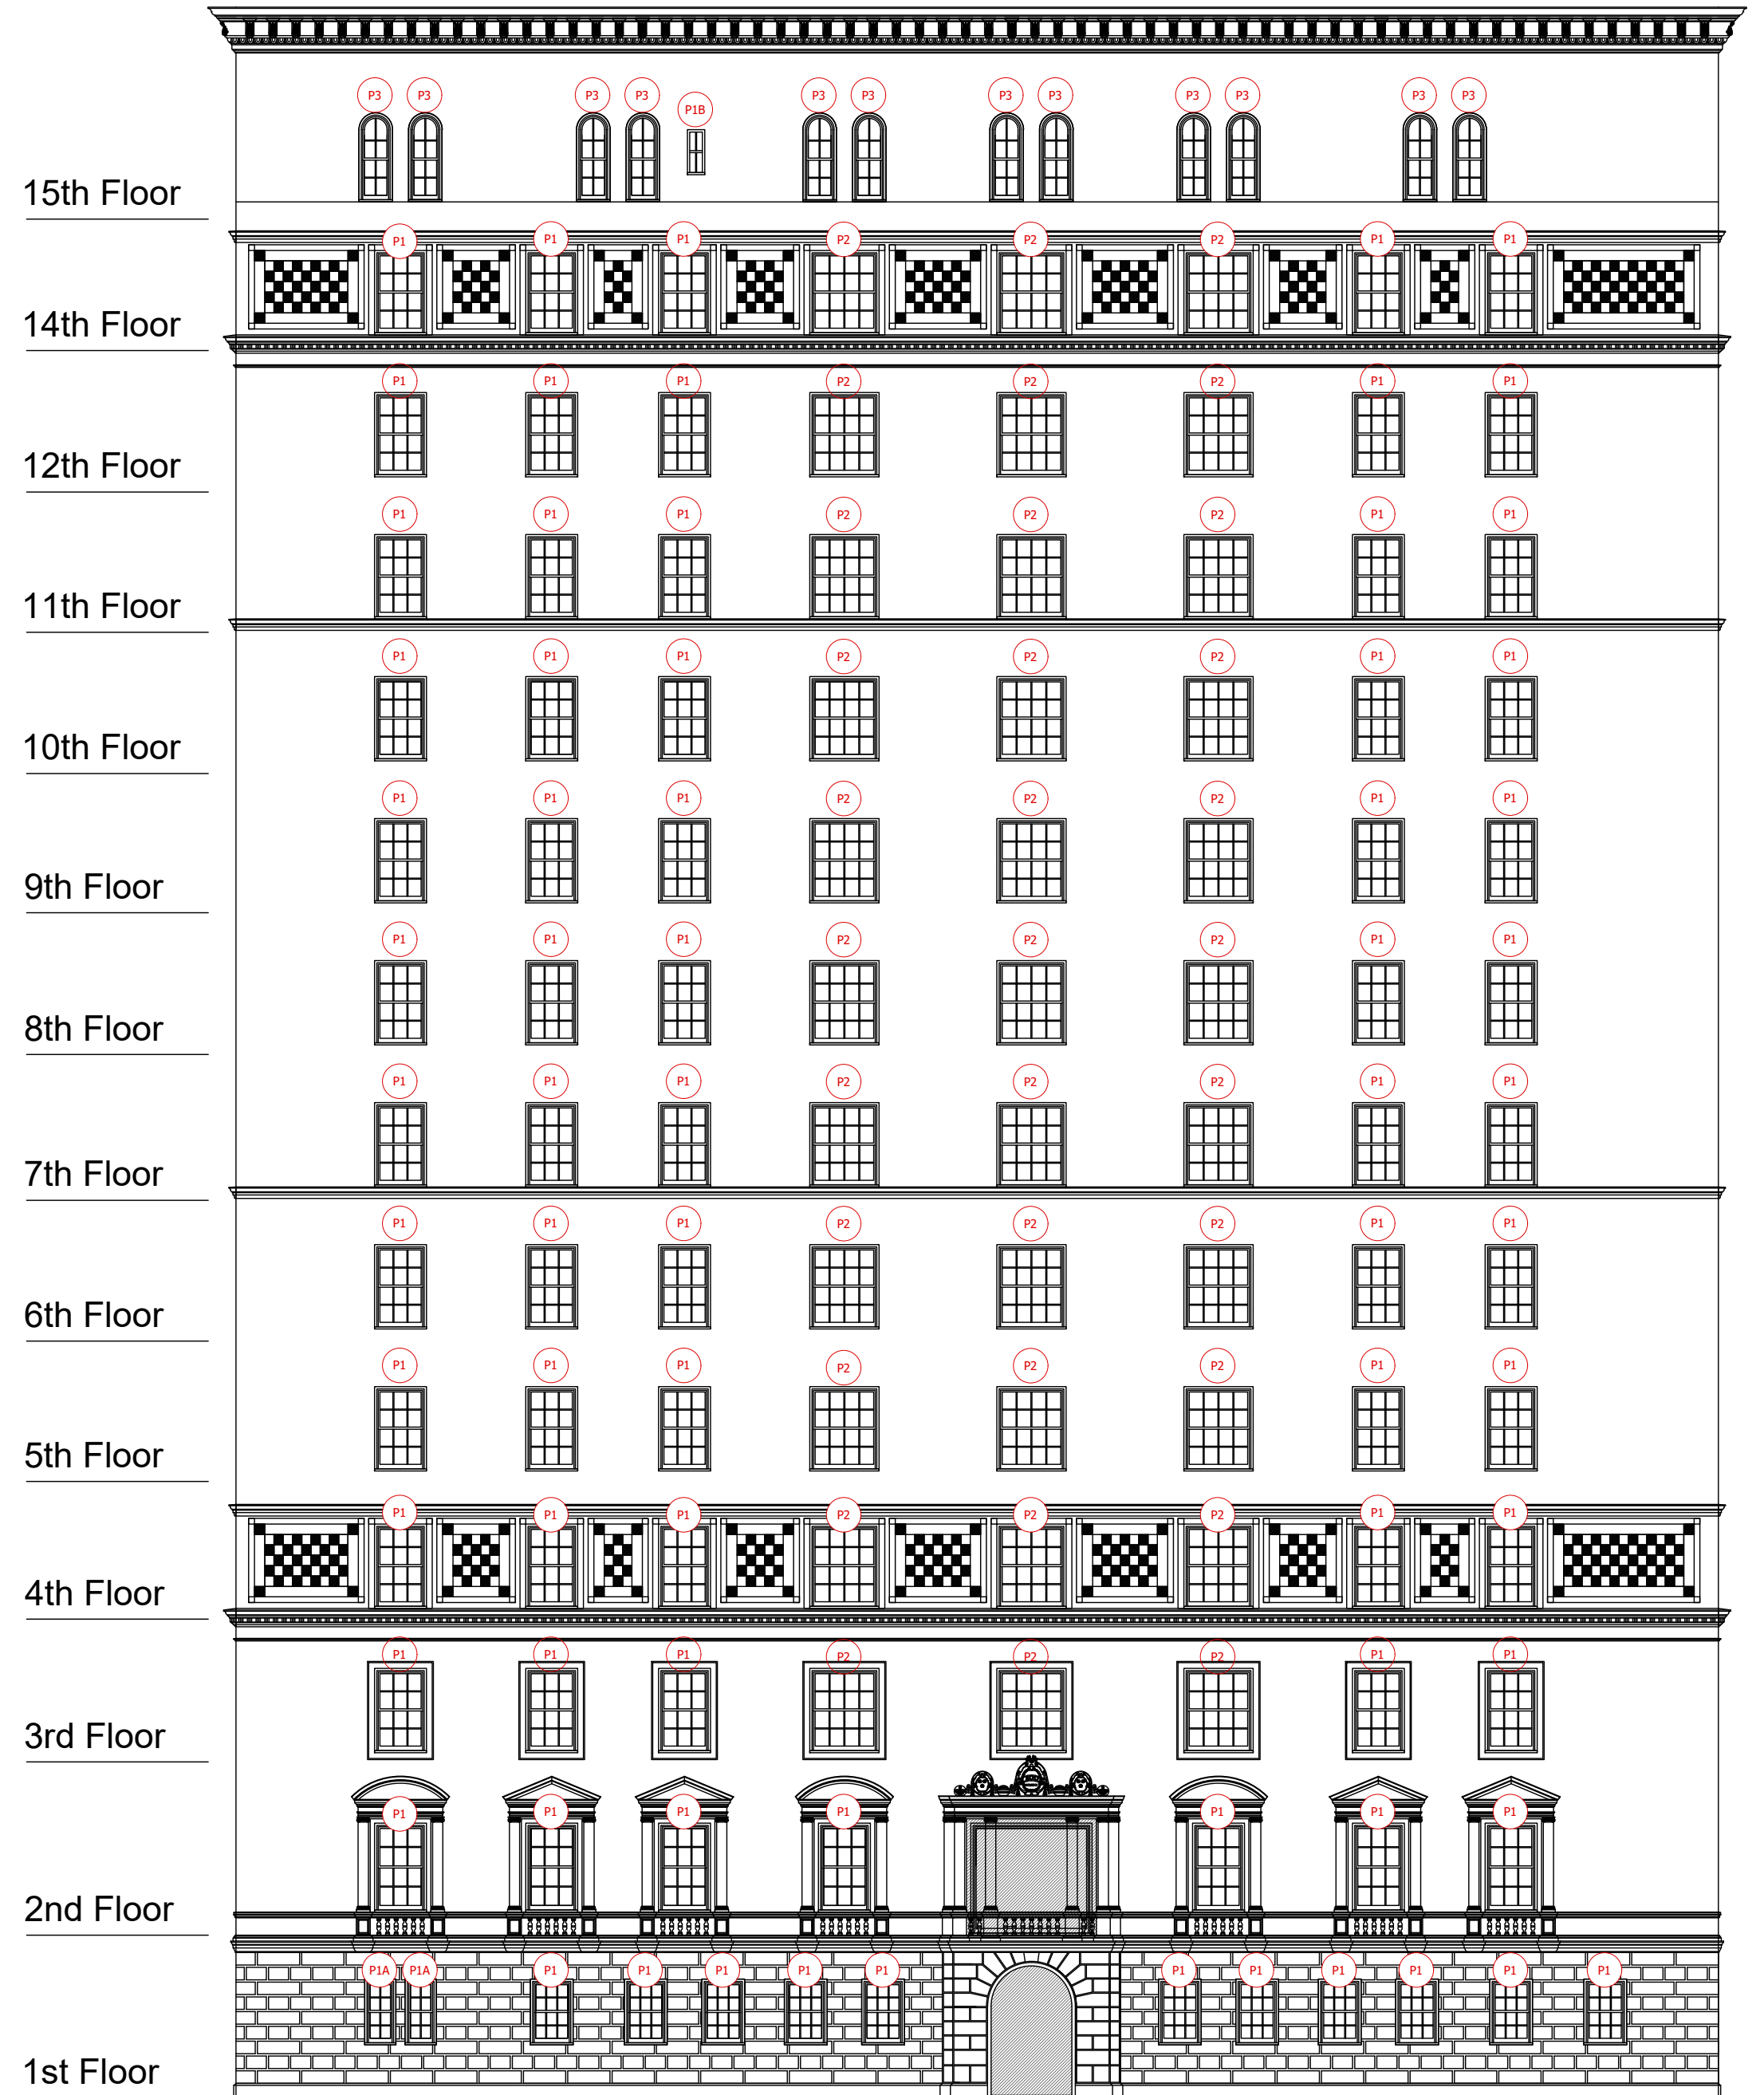 P3 P3 P3 P3 P1B P3 P3 P3 P3 P3 P3 P3 P3
15th Floor
P1 P1 P1 P2 P2 P2 P1 P1
14th Floor
P1 P1 P1 P2 P2 P2 P1 P1
12th Floor
P1 P1 P1 P2 P2 P2 P1 P1
11th Floor
P1 P1 P1 P2 P2 P2 P1 P1
10th Floor
P1 P1 P1 P2 P2 P2 P1 P1
9th Floor
P1 P1 P1 P2 P2 P2 P1 P1
8th Floor
P1 P1 P1 P2 P2 P2 P1 P1
7th Floor
P1 P1 P1 P2 P2 P2 P1 P1
6th Floor
P1 P1 P1 P2 P2 P2 P1 P1
5th Floor
P1 P1 P1 P2 P2 P2 P1 P1
4th Floor
P1 P1 P1 P2 P2 P2 P1 P1
3rd Floor
P1 P1 P1 P1 P1 P1 P1
2nd Floor
P1A P1A P1 P1 P1 P1 P1 P1 P1 P1 P1 P1 P1
1st Floor